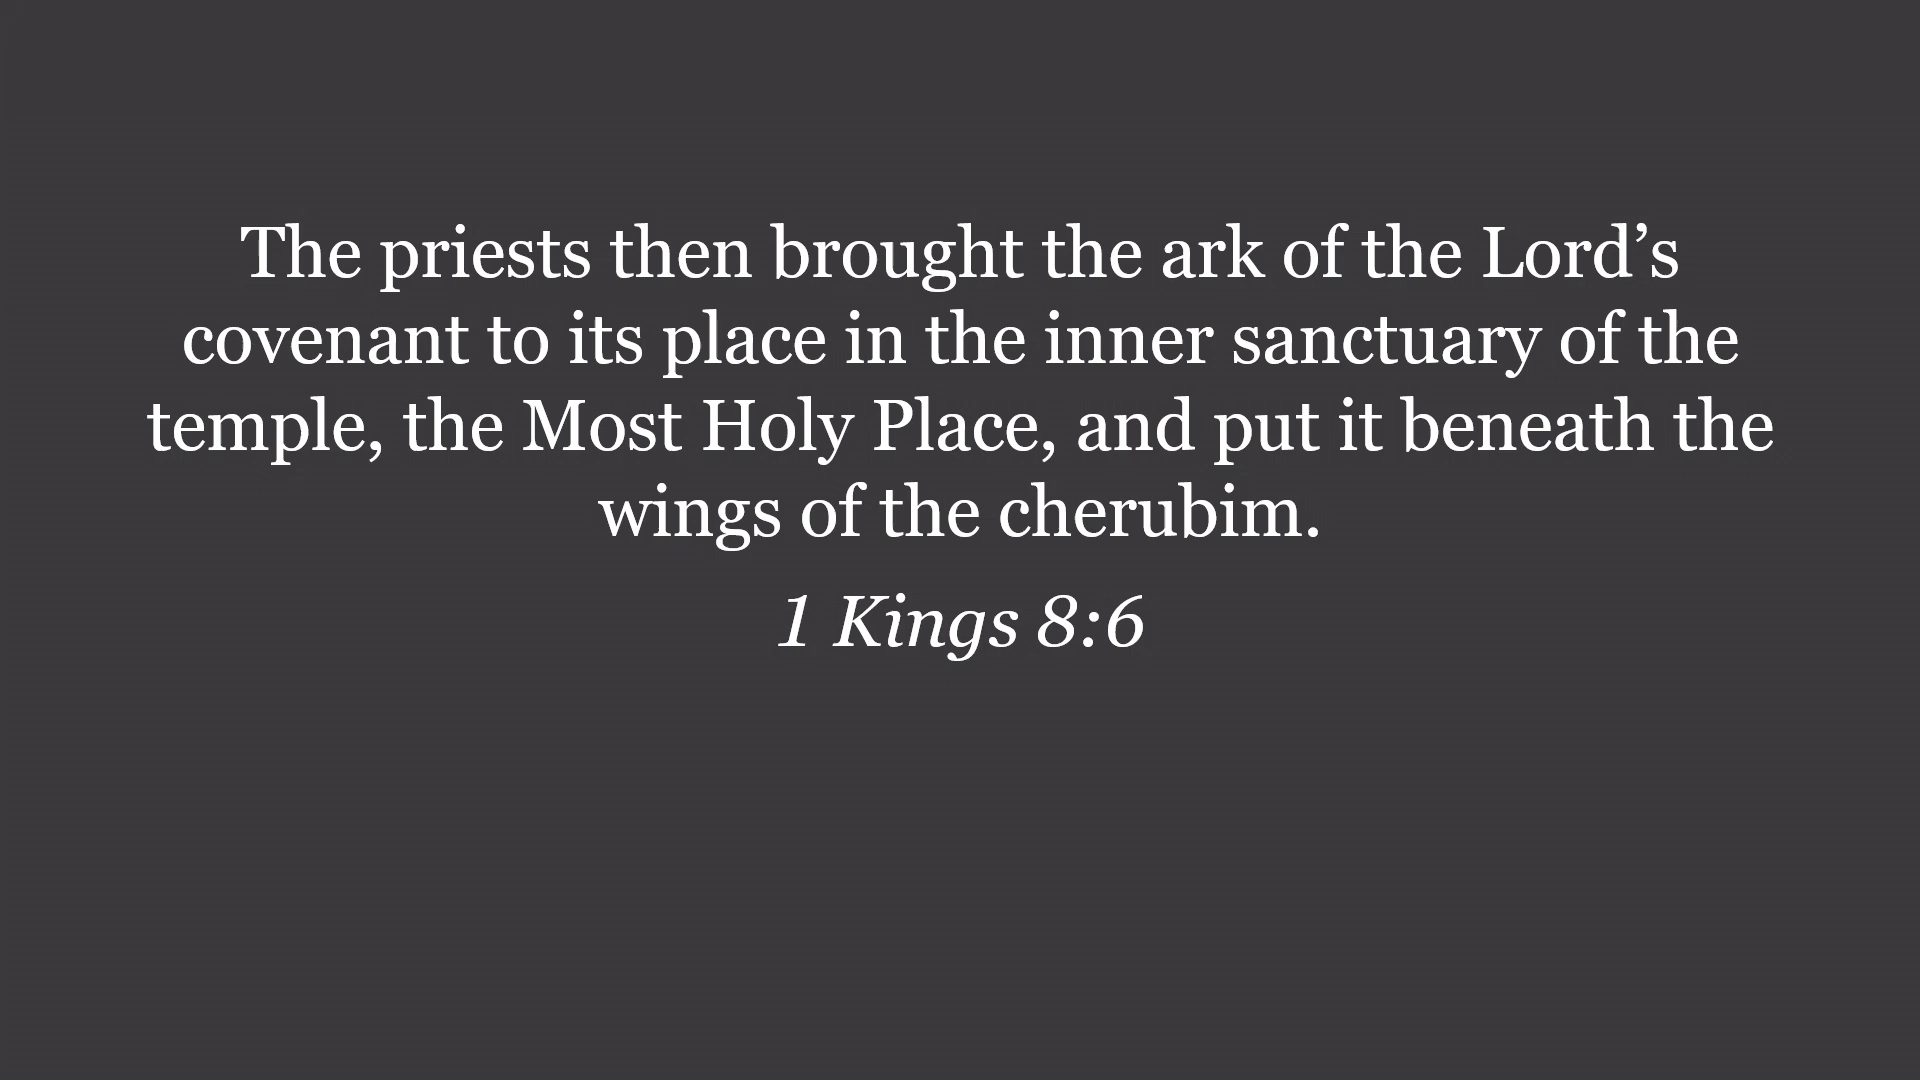 The priests then brought the ark of the Lord’s
covenant to its place in the inner sanctuary of the
temple, the Most Holy Place, and put it beneath the
wings of the cherubim.
1 Kings 8:6